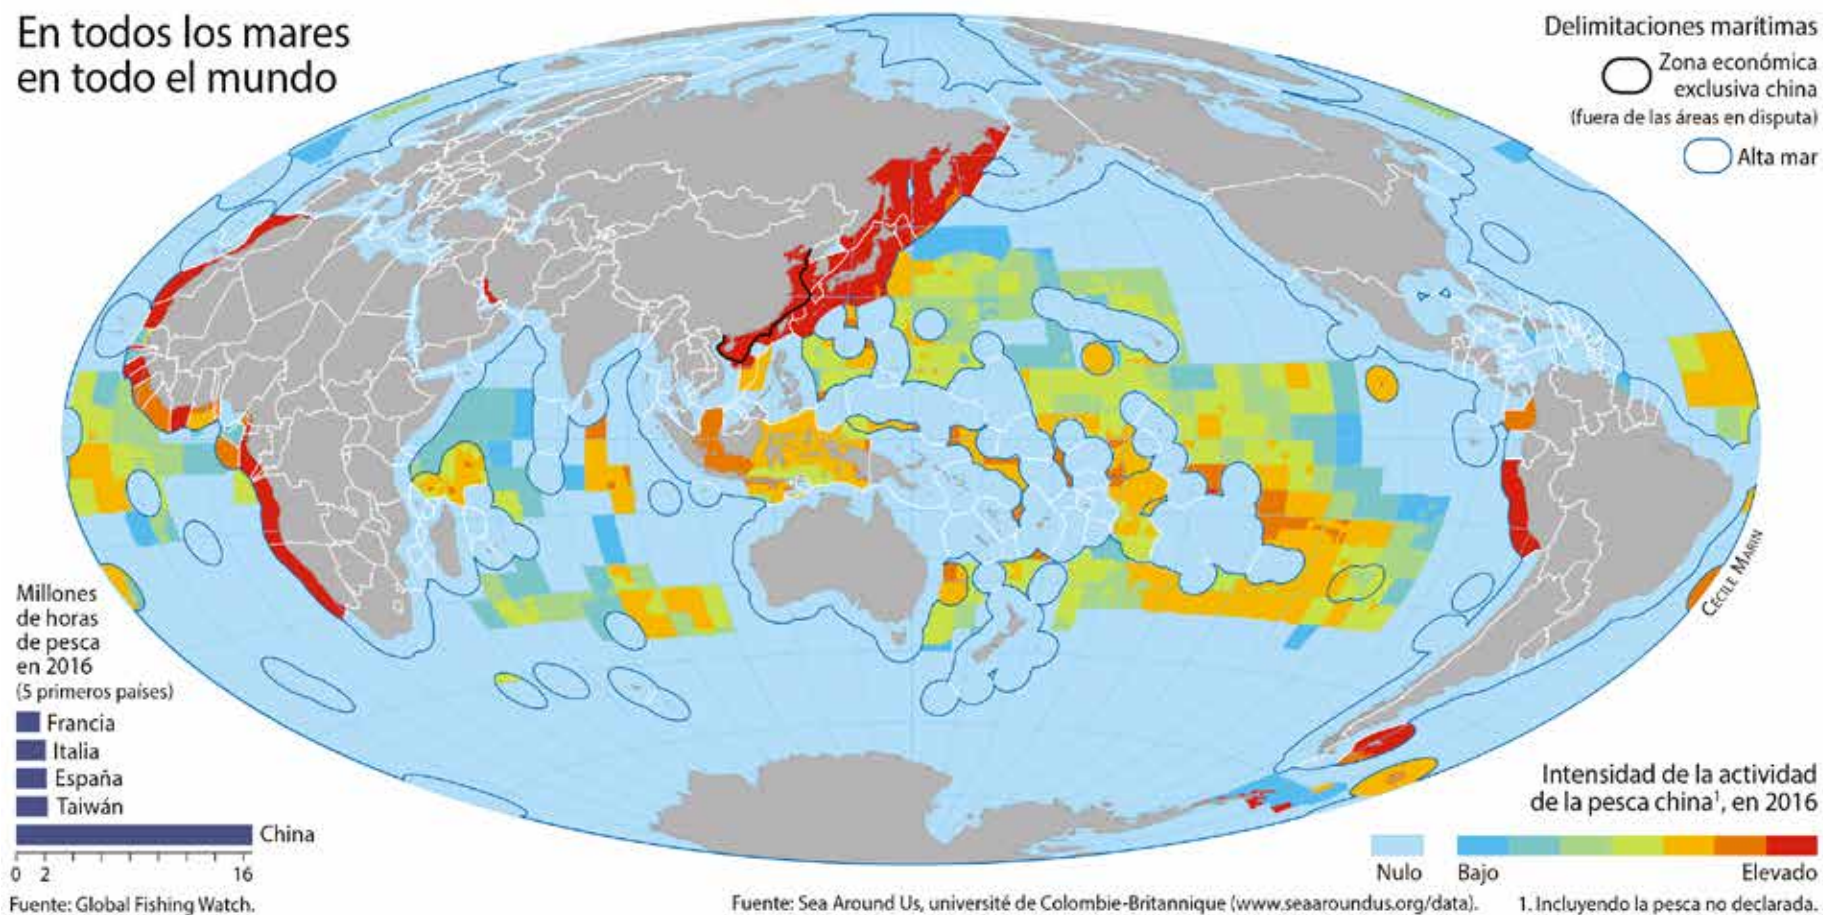 En todos los mares
en todo el mundo
Delimitaciones marítimas
Zona económica
exclusiva china
(fuera de las áreas en disputa)
Alta mar
CÉCILE MARIN
Millones
de horas
de pesca
en 2016
(5 primeros países)
Francia
Italia
España
Taiwán
China
0 2 16
Fuente: Global Fishing Watch.
Intensidad de la actividad
de la pesca china¹, en 2016
Nulo Bajo Elevado
Fuente: Sea Around Us, université de Colombie-Britannique (www.seaaroundus.org/data).
1. Incluyendo la pesca no declarada.